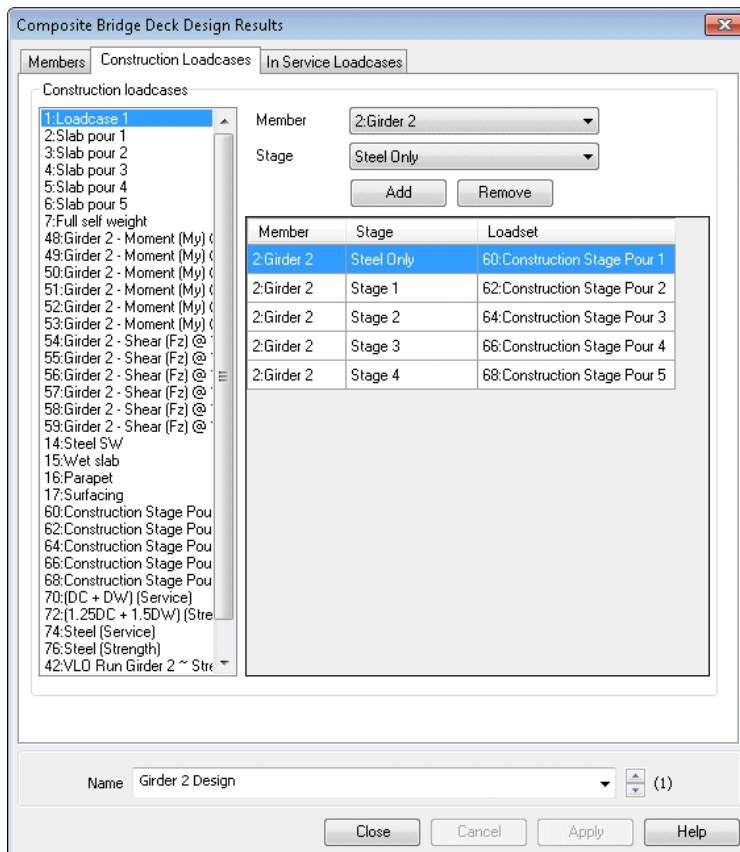 Composite Bridge Deck Design Results
Members Construction Loadcases In Service Loadcases
Construction loadcases
1:Loadcase 1
2:Slab pour 1
3:Slab pour 2
4:Slab pour 3
5:Slab pour 4
6:Slab pour 5
7:Full self weight
48:Girder 2 - Moment (My) (
49:Girder 2 - Moment (My) (
50:Girder 2 - Moment (My) (
51:Girder 2 - Moment (My) (
52:Girder 2 - Moment (My) (
53:Girder 2 - Moment (My) (
54:Girder 2 - Shear (Fz) @
55:Girder 2 - Shear (Fz) @
56:Girder 2 - Shear (Fz) @
57:Girder 2 - Shear (Fz) @
58:Girder 2 - Shear (Fz) @
59:Girder 2 - Shear (Fz) @
14:Steel SW
15:Wet slab
16:Parapet
17:Surfacing
60:Construction Stage Pou
62:Construction Stage Pou
64:Construction Stage Pou
66:Construction Stage Pou
68:Construction Stage Pou
70:(DC + DW) (Service)
72:(1.25DC + 1.5DW) (Stre
74:Steel (Service)
76:Steel (Strength)
42:VLO Run Girder 2 ~ Stre
Member 2:Girder 2
Stage Steel Only
Add Remove
Member Stage Loadset
2:Girder 2 Steel Only 60:Construction Stage Pour 1
2:Girder 2 Stage 1 62:Construction Stage Pour 2
2:Girder 2 Stage 2 64:Construction Stage Pour 3
2:Girder 2 Stage 3 66:Construction Stage Pour 4
2:Girder 2 Stage 4 68:Construction Stage Pour 5
Name Girder 2 Design (1)
Close Cancel Apply Help